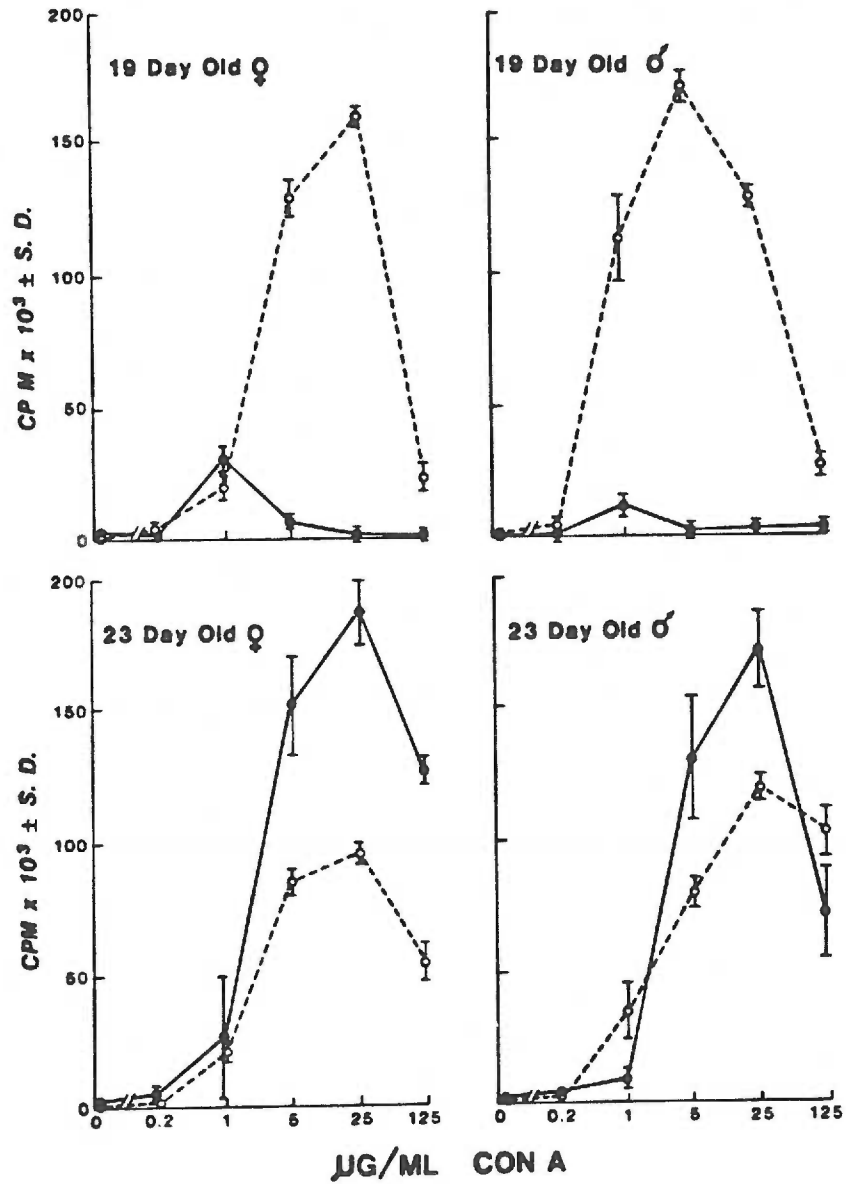 200
150
100
50
0
CPM x 10³ ± S. D.
19 Day Old ♀
19 Day Old ♂
200
150
100
50
0
CPM x 10³ ± S. D.
23 Day Old ♀
23 Day Old ♂
0 0.2 1 5 25 125
0 0.2 1 5 25 125
µG/ML CON A